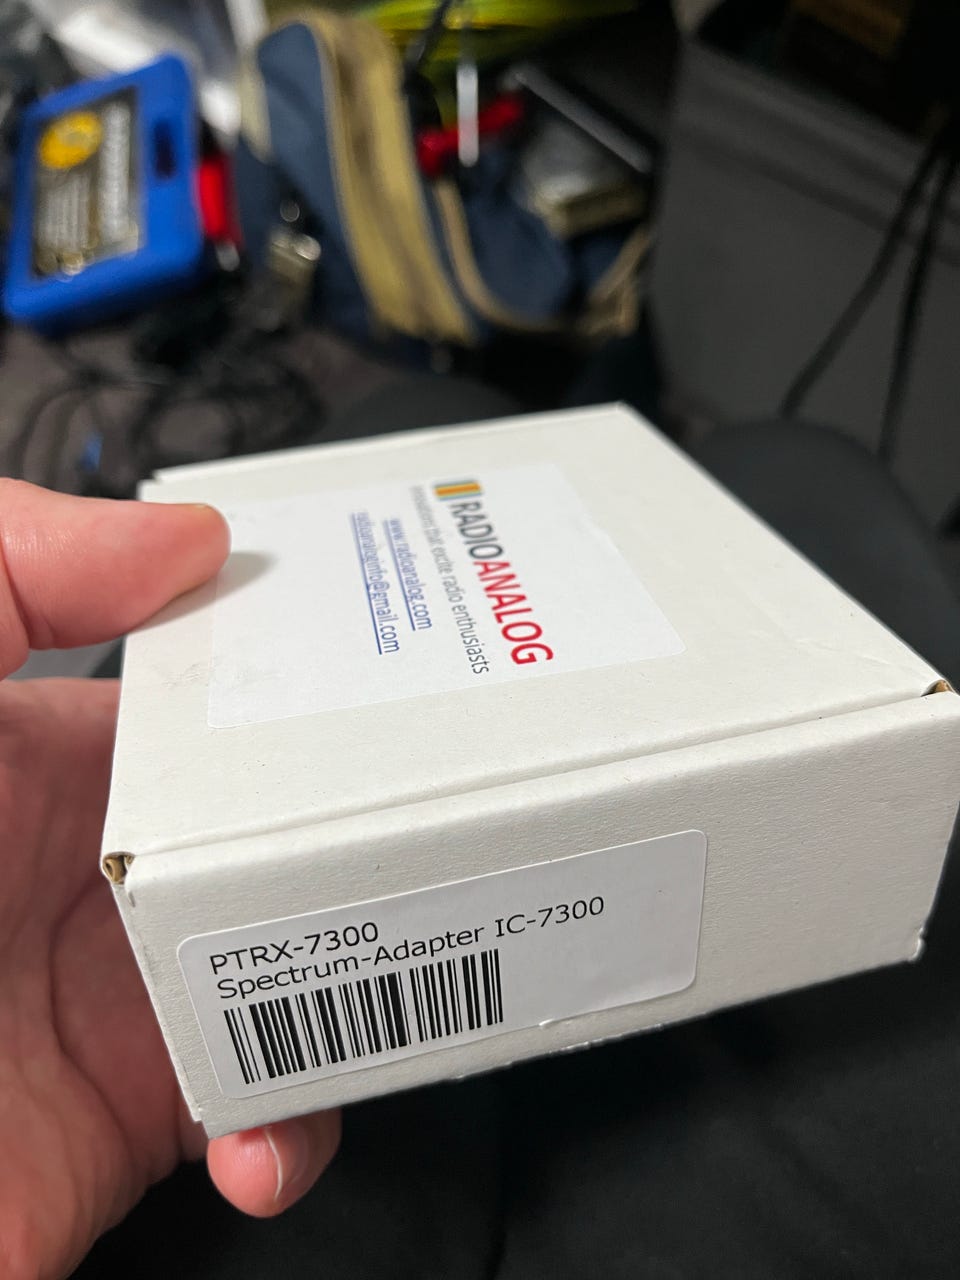 RADIOANALOG
innovations that excite radio enthusiasts
www.radioanalog.com
radioanaloginfo@gmail.com
PTRX-7300
Spectrum-Adapter IC-7300